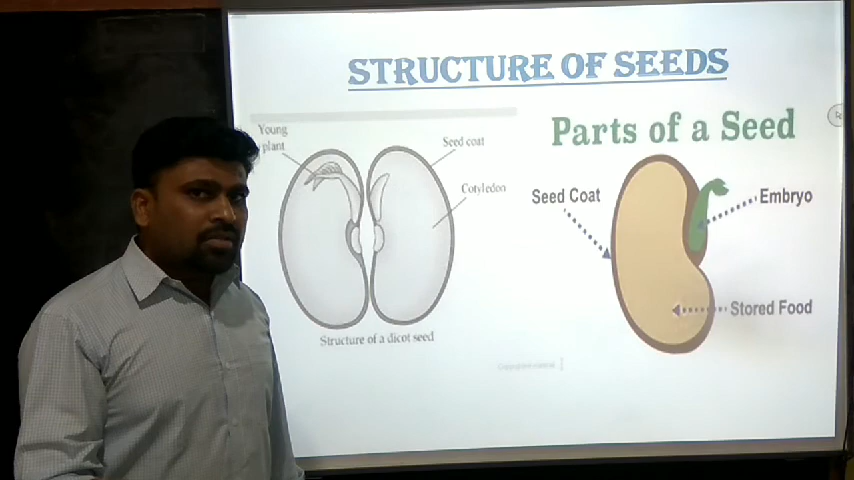 STRUCTURE OF SEEDS
Young
plant
Seed coat
Cotyledon
Structure of a dicot seed
Parts of a Seed
Seed Coat
Embryo
Stored Food